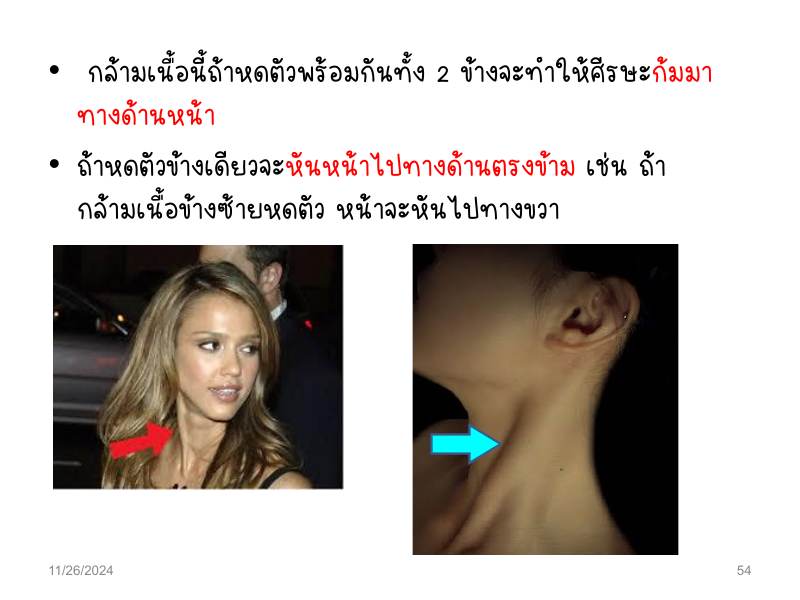 • กล้ามเนื้อนี้ถ้าหดตัวพร้อมกันทั้ง 2 ข้างจะทำให้ศีรษะก้มมา
ทางด้านหน้า
• ถ้าหดตัวข้างเดียวจะหันหน้าไปทางด้านตรงข้าม เช่น ถ้า
กล้ามเนื้อข้างซ้ายหดตัว หน้าจะหันไปทางขวา
11/26/2024
54